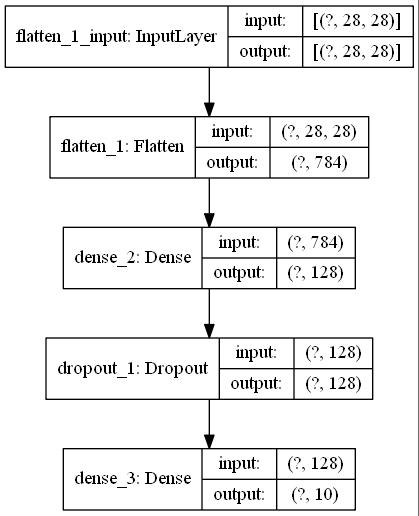 flatten_1_input: InputLayer
input: [(?, 28, 28)]
output: [(?, 28, 28)]
flatten_1: Flatten
input: (?, 28, 28)
output: (?, 784)
dense_2: Dense
input: (?, 784)
output: (?, 128)
dropout_1: Dropout
input: (?, 128)
output: (?, 128)
dense_3: Dense
input: (?, 128)
output: (?, 10)